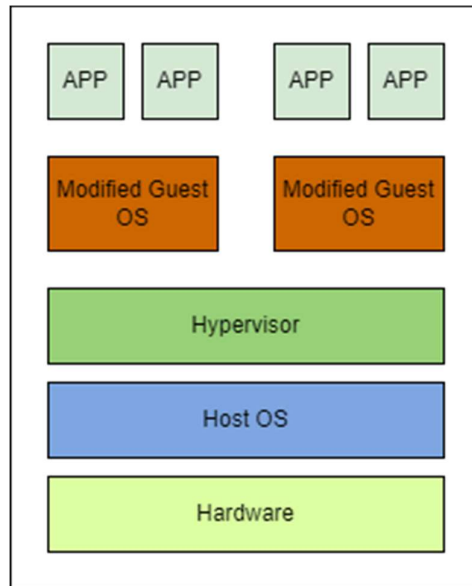 APP APP APP APP
Modified Guest Modified Guest
OS OS
Hypervisor
Host OS
Hardware